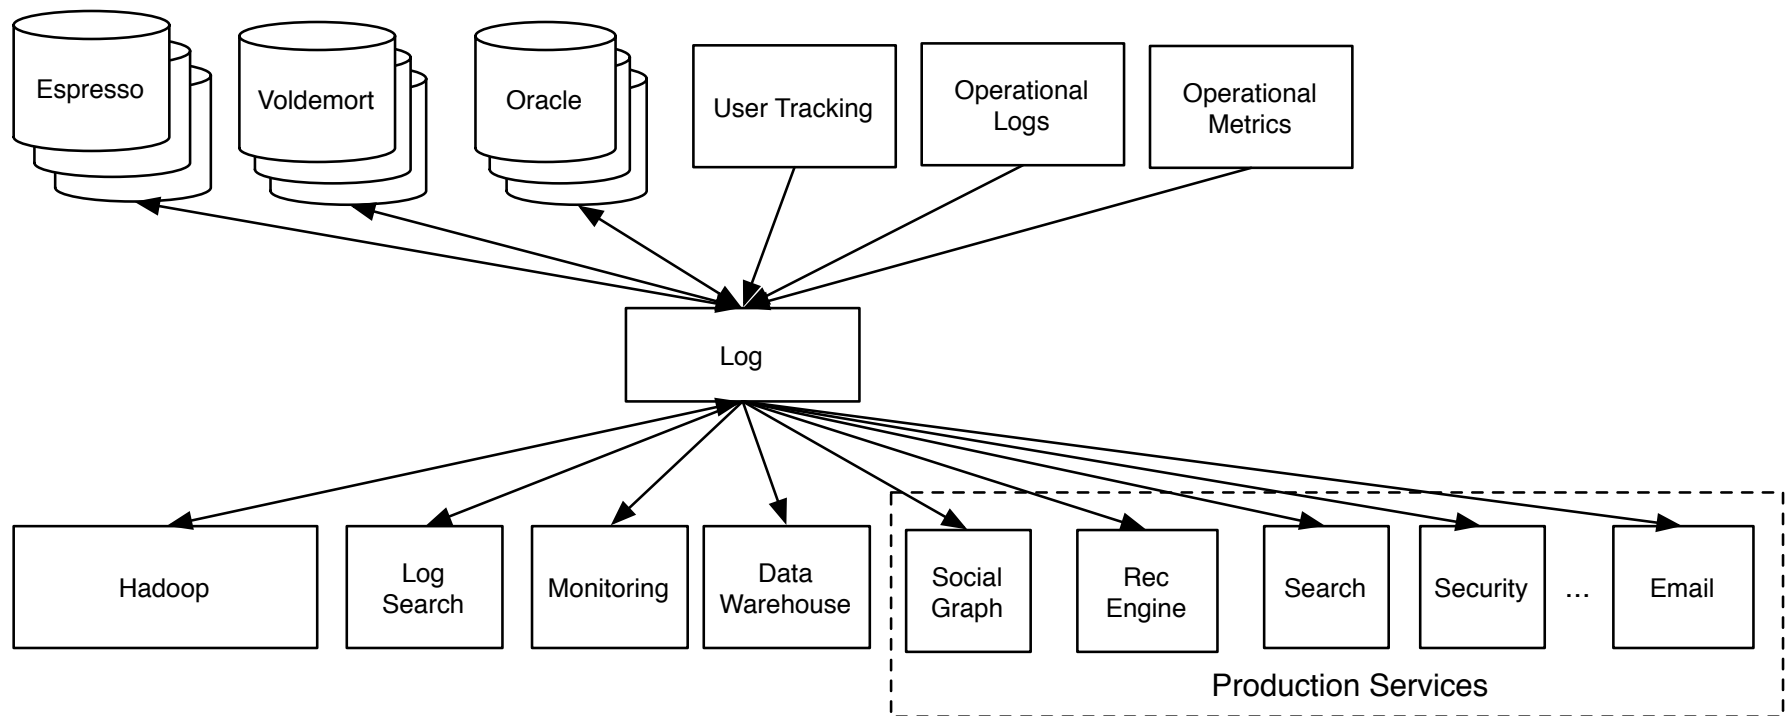 Espresso
Voldemort
Oracle
User Tracking
Operational
Logs
Operational
Metrics
Log
Hadoop
Log
Search
Monitoring
Data
Warehouse
Social
Graph
Rec
Engine
Search
Security
...
Email
Production Services